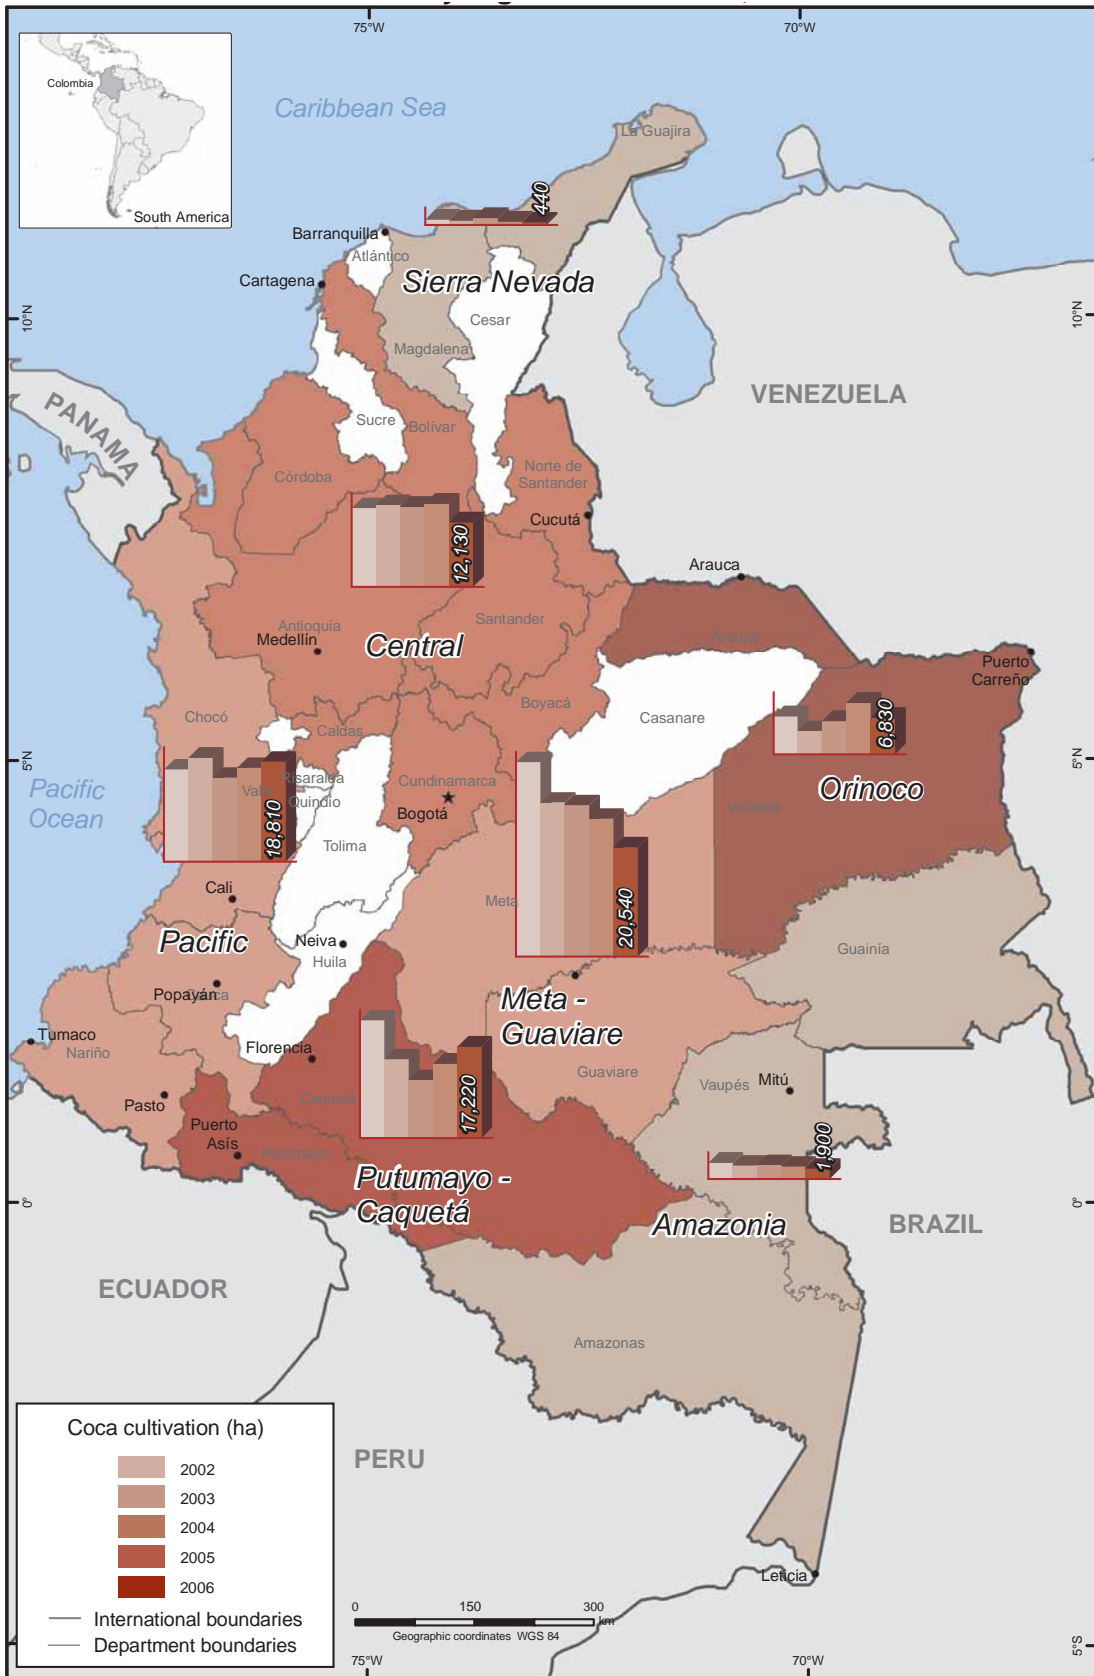 75°W
70°W
Colombia
South America
Caribbean Sea
La Guajira
440
Barranquilla
Atlántico
Cartagena
Sierra Nevada
Cesar
10°N
10°N
Magdalena
PANAMA
VENEZUELA
Sucre
Bolívar
Córdoba
Norte de
Santander
Cucutá
12,130
Arauca
Antioquia
Santander
Medellín
Central
Arauca
Puerto
Carreño
Chocó
Boyacá
Casanare
Caldas
6,830
5°N
5°N
Pacific
Ocean
Risaralda
Valle
Quindio
18,810
Cundinamarca
Bogotá
Orinoco
Vichada
Tolima
Cali
Meta
20,540
Pacific
Neiva
Huila
Guainía
Popayán
Cauca
Meta -
Guaviare
Tumaco
Nariño
Florencia
Guaviare
Vaupés
Mitú
Pasto
Caquetá
17,220
Puerto
Asís
Putumayo
1,900
Putumayo -
Caquetá
0°
0°
Amazonia
BRAZIL
ECUADOR
Amazonas
PERU
Coca cultivation (ha)
2002
2003
2004
2005
2006
International boundaries
Department boundaries
Leticia
0
150
300
km
Geographic coordinates WGS 84
5°S
75°W
70°W